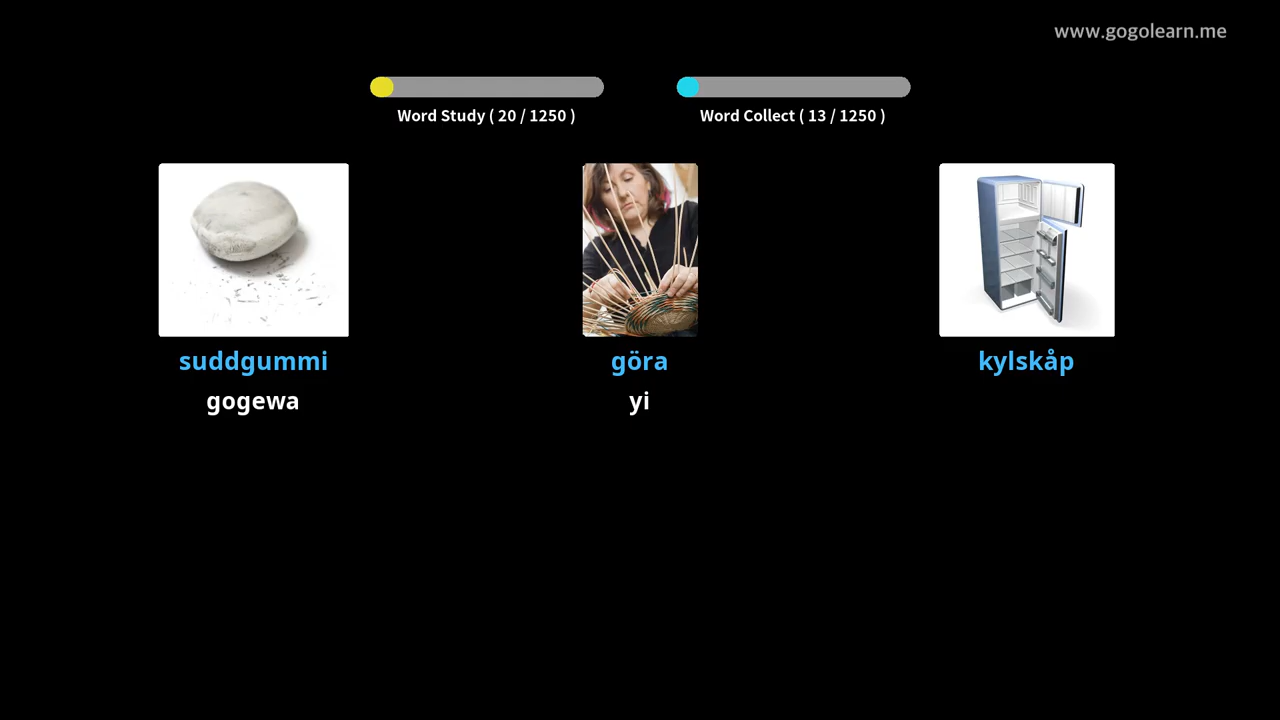 www.gogolearn.me
Word Study ( 20 / 1250 )
Word Collect ( 13 / 1250 )
suddgummi
göra
kylskåp
gogewa
yi